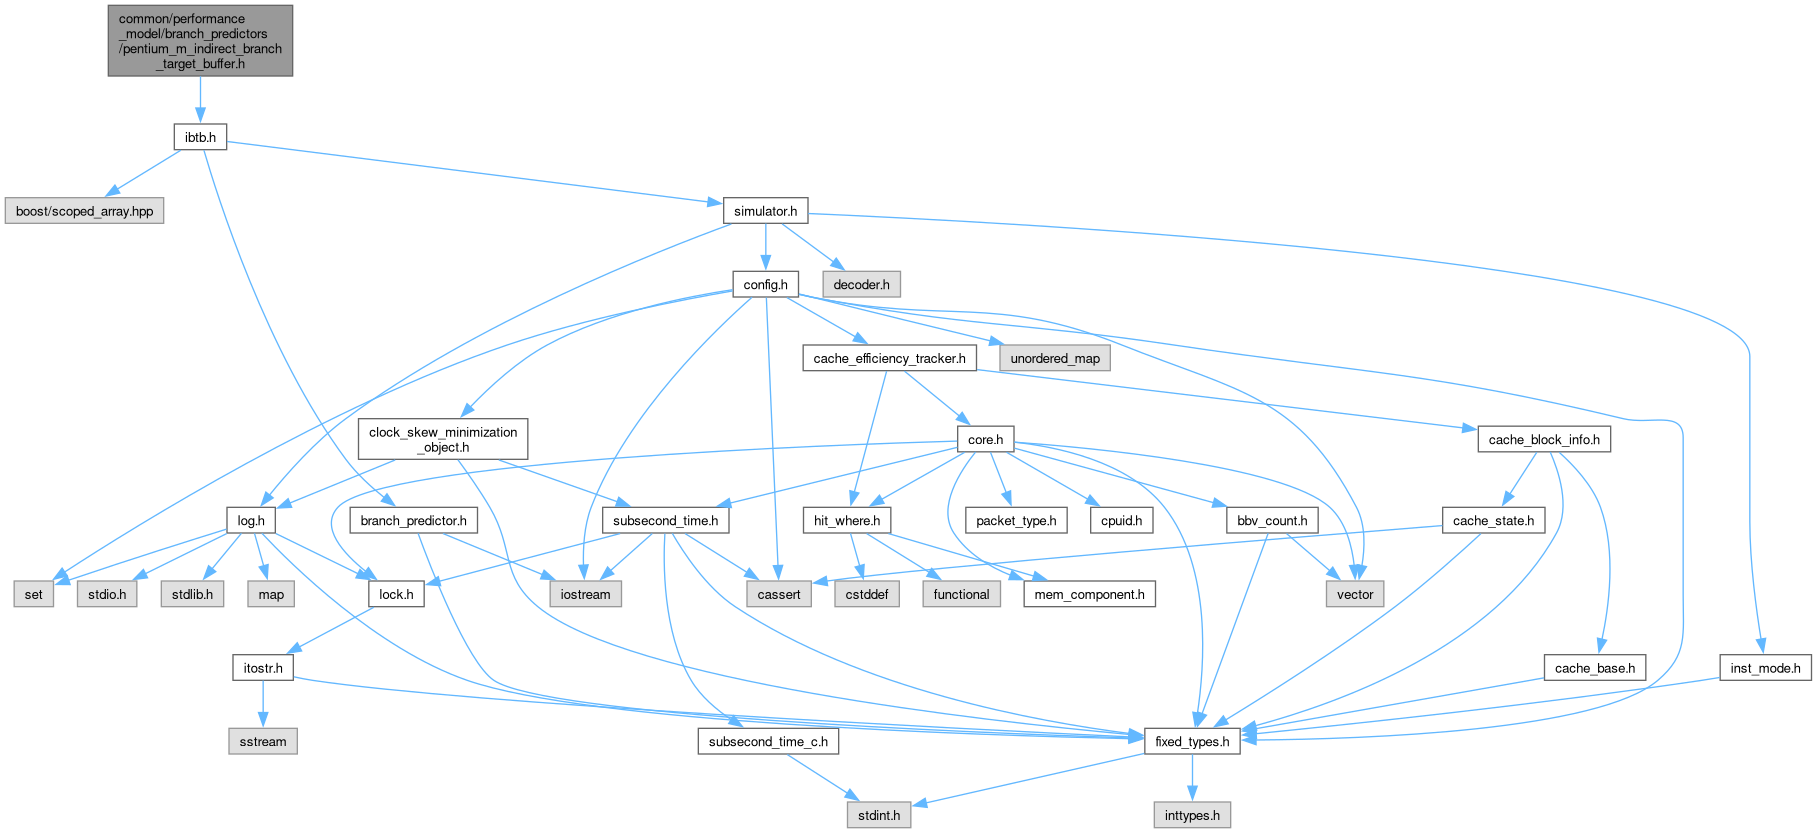 common/performance
_model/branch_predictors
/pentium_m_indirect_branch
_target_buffer.h
ibtb.h
boost/scoped_array.hpp
simulator.h
config.h
decoder.h
cache_efficiency_tracker.h
unordered_map
clock_skew_minimization
_object.h
core.h
cache_block_info.h
log.h
branch_predictor.h
subsecond_time.h
hit_where.h
packet_type.h
cpuid.h
bbv_count.h
cache_state.h
set
stdio.h
stdlib.h
map
lock.h
iostream
cassert
cstddef
functional
mem_component.h
vector
itostr.h
cache_base.h
inst_mode.h
sstream
subsecond_time_c.h
fixed_types.h
stdint.h
inttypes.h